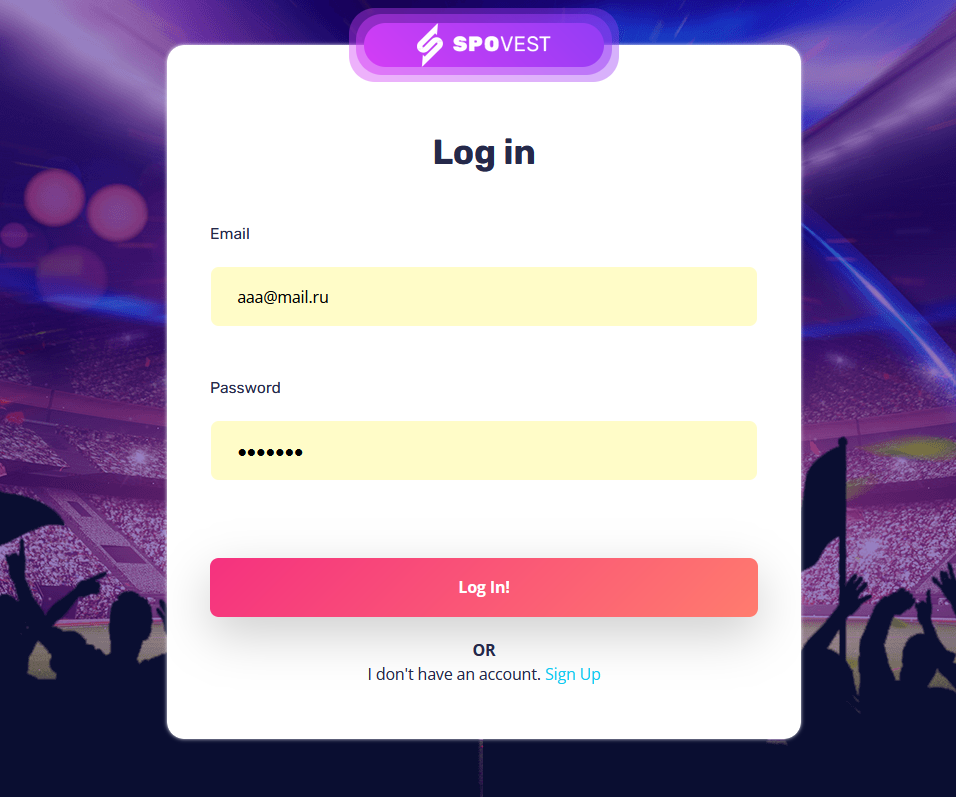 SPOVEST
Log in
Email
aaa@mail.ru
Password
•••••••
Log In!
OR
I don't have an account. Sign Up